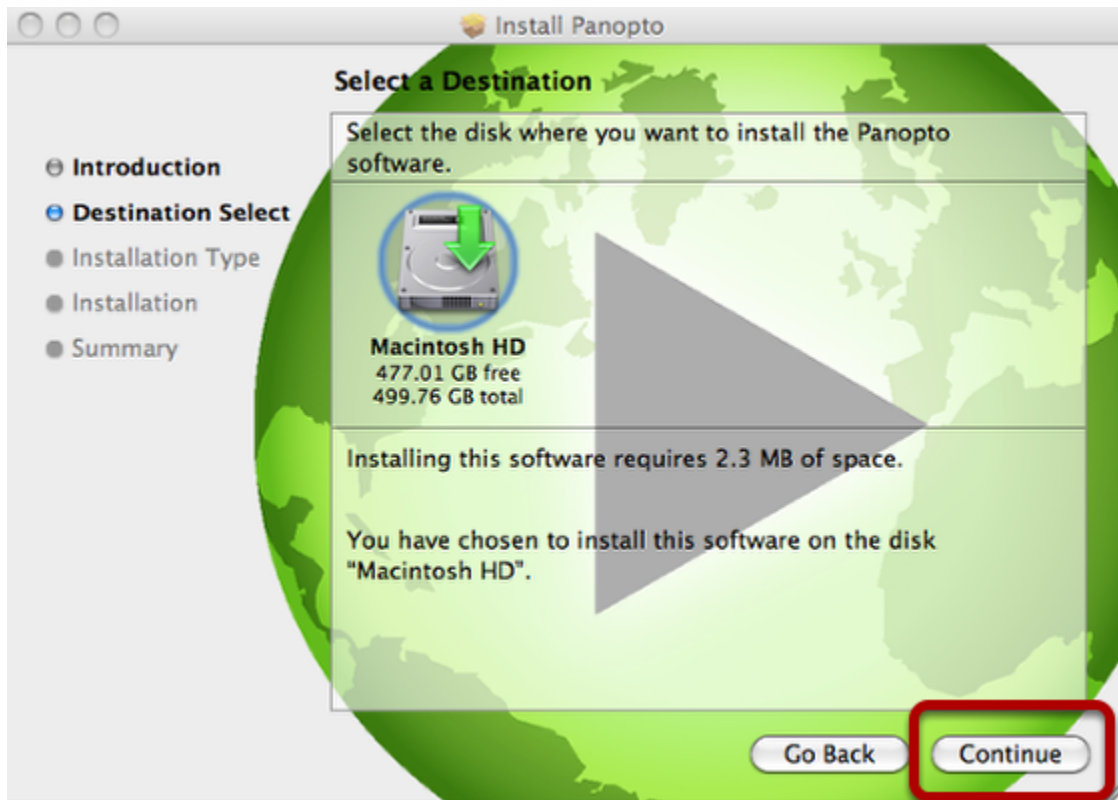 Install Panopto
Select a Destination
Introduction
Destination Select
Installation Type
Installation
Summary
Select the disk where you want to install the Panopto
software.
Macintosh HD
477.01 GB free
499.76 GB total
Installing this software requires 2.3 MB of space.
You have chosen to install this software on the disk
"Macintosh HD".
Go Back
Continue